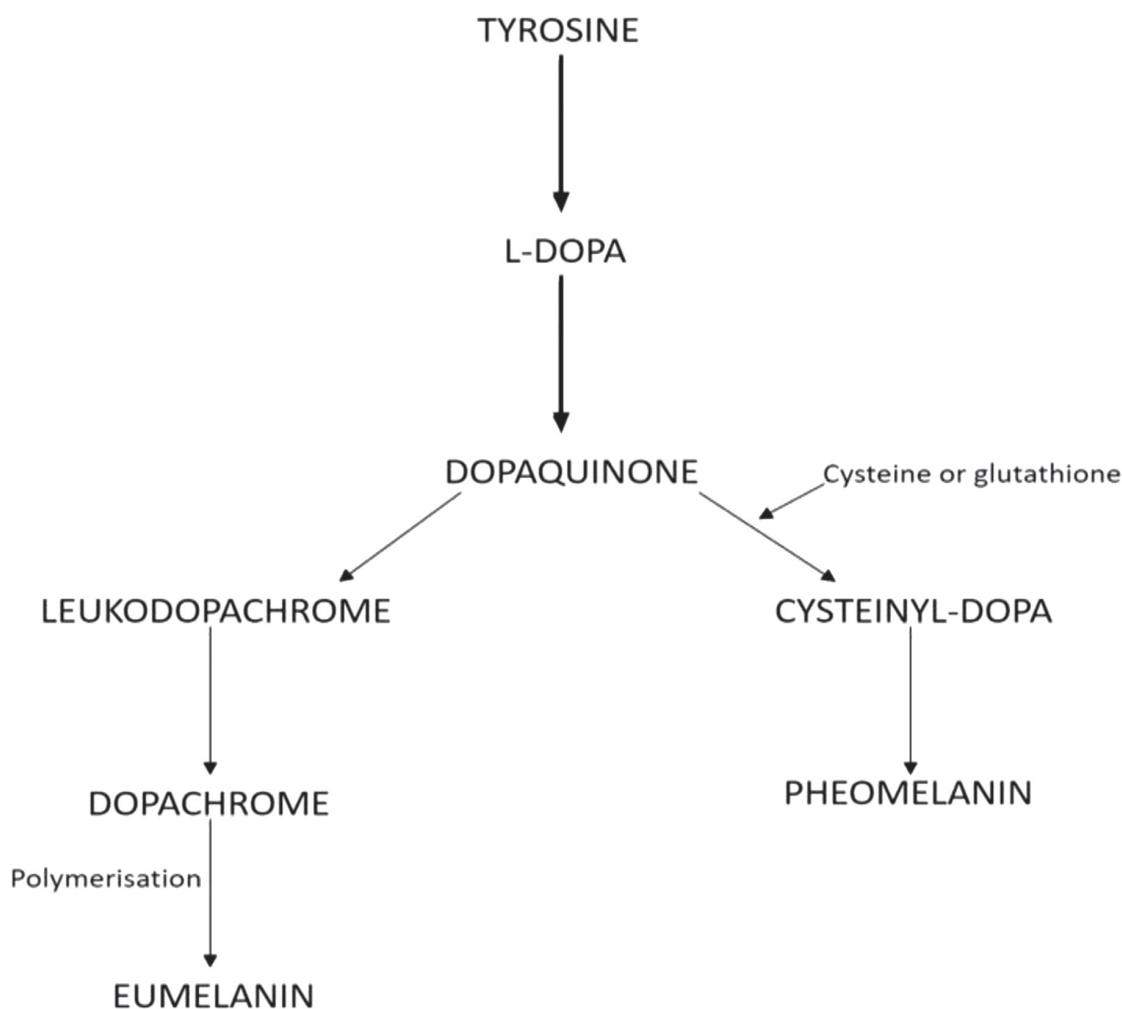 TYROSINE
L-DOPA
DOPAQUINONE
Cysteine or glutathione
LEUKODOPACHROME
CYSTEINYL-DOPA
DOPACHROME
PHEOMELANIN
Polymerisation
EUMELANIN